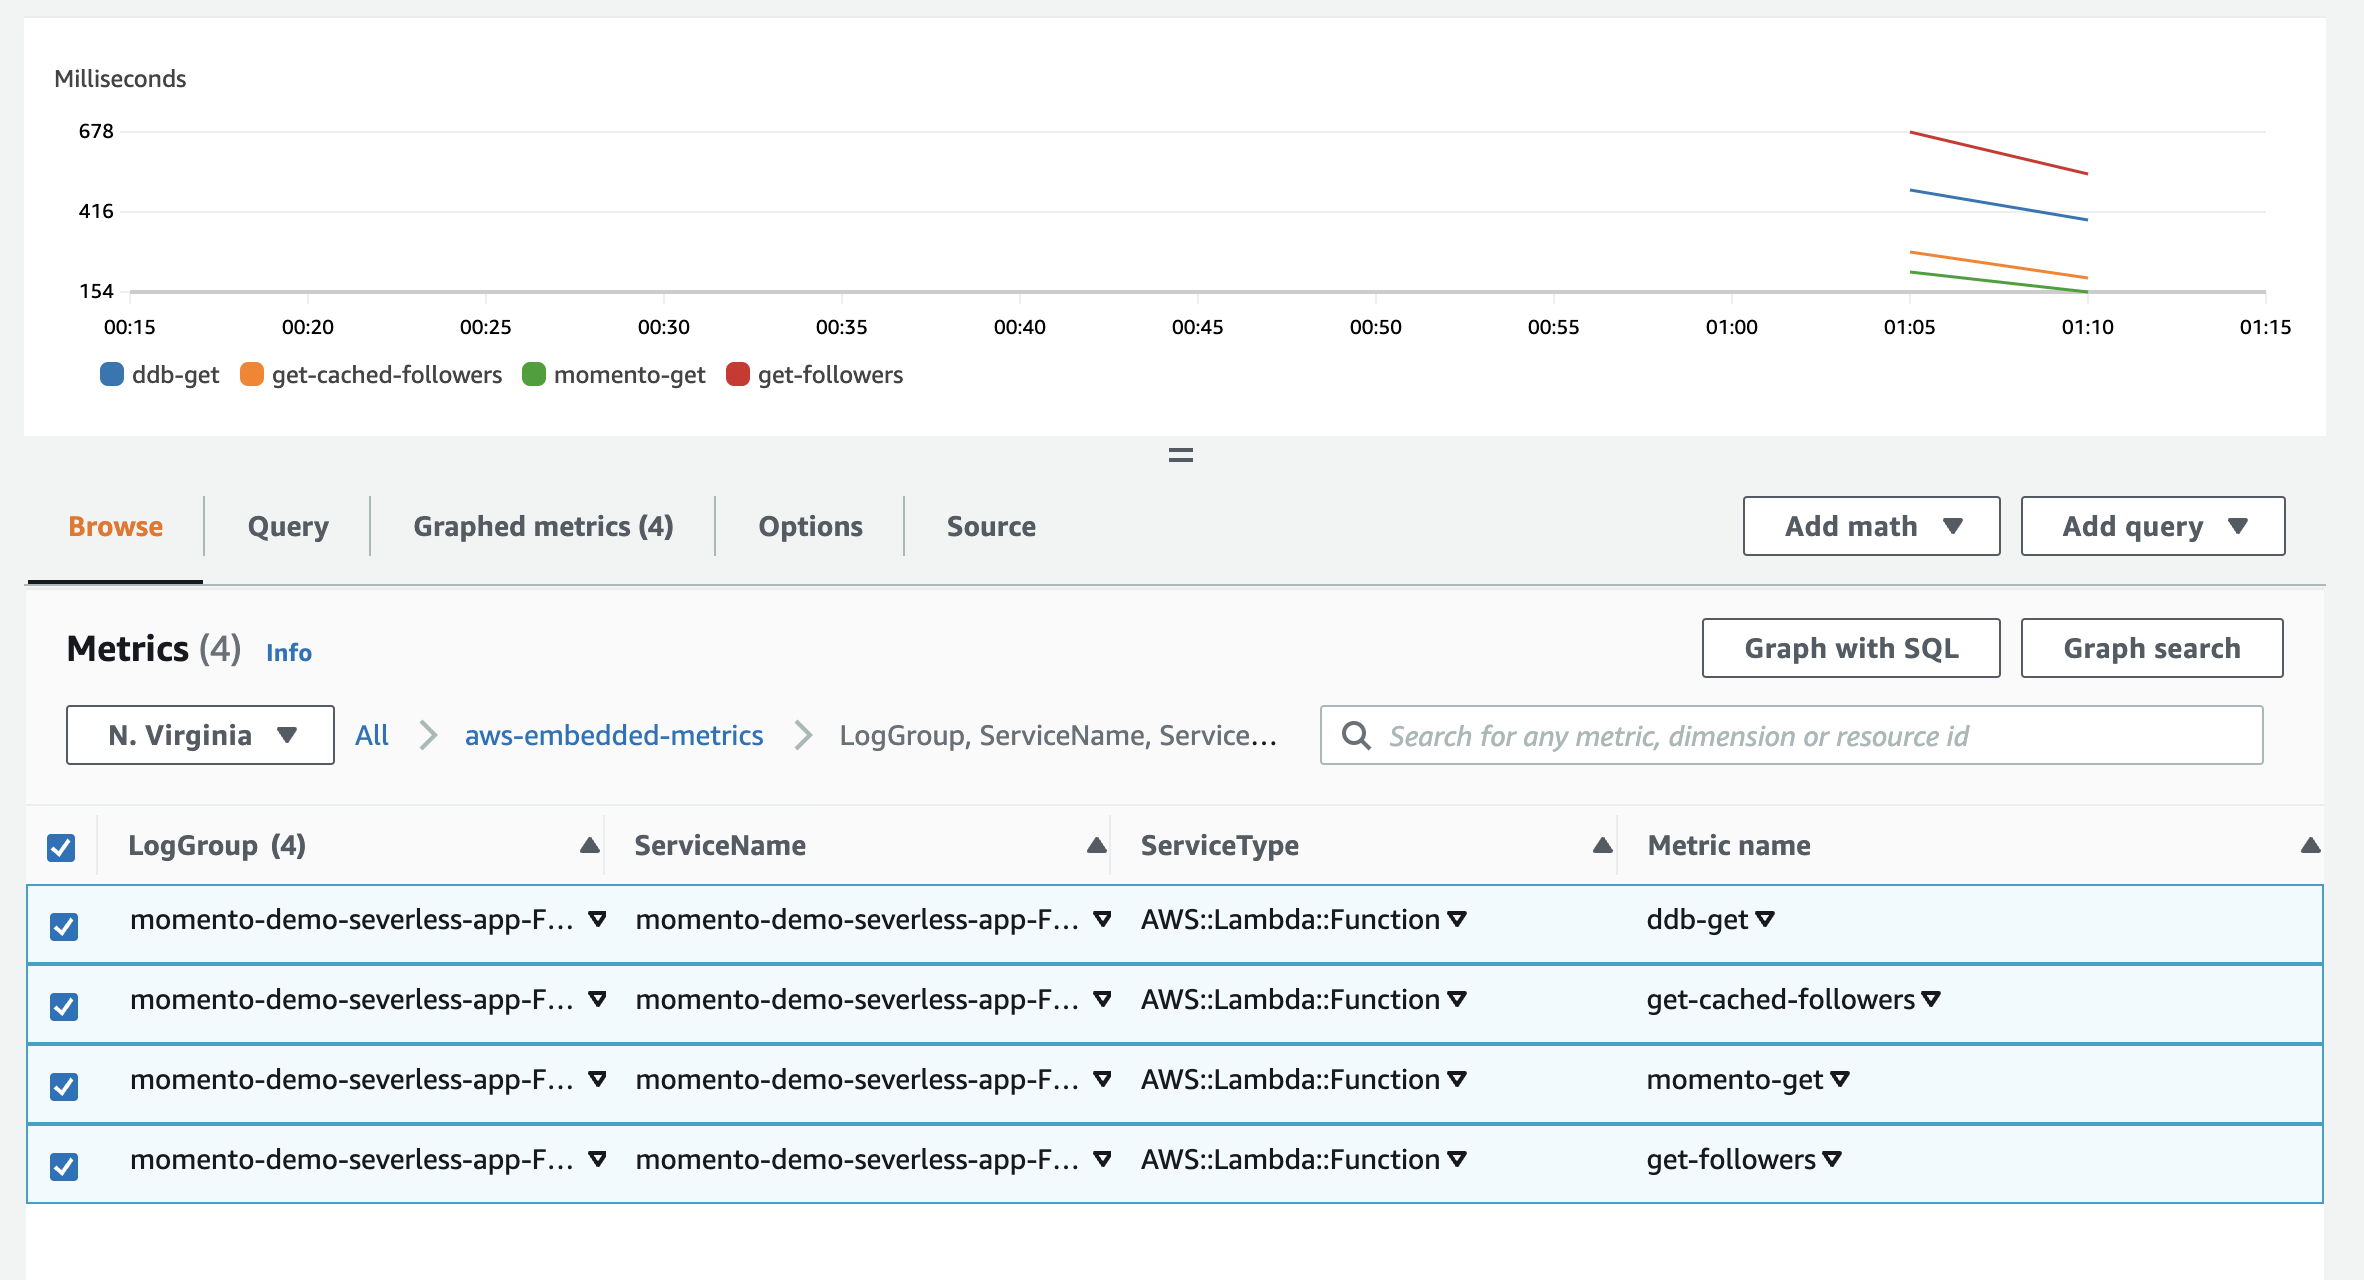 Milliseconds
678
416
154
00:15 00:20 00:25 00:30 00:35 00:40 00:45 00:50 00:55 01:00 01:05 01:10 01:15
ddb-get get-cached-followers momento-get get-followers
Browse Query Graphed metrics (4) Options Source Add math Add query
Metrics (4) Info Graph with SQL Graph search
N. Virginia All aws-embedded-metrics LogGroup, ServiceName, Service... Search for any metric, dimension or resource id
LogGroup (4) ServiceName ServiceType Metric name
momento-demo-severless-app-F... momento-demo-severless-app-F... AWS::Lambda::Function ddb-get
momento-demo-severless-app-F... momento-demo-severless-app-F... AWS::Lambda::Function get-cached-followers
momento-demo-severless-app-F... momento-demo-severless-app-F... AWS::Lambda::Function momento-get
momento-demo-severless-app-F... momento-demo-severless-app-F... AWS::Lambda::Function get-followers